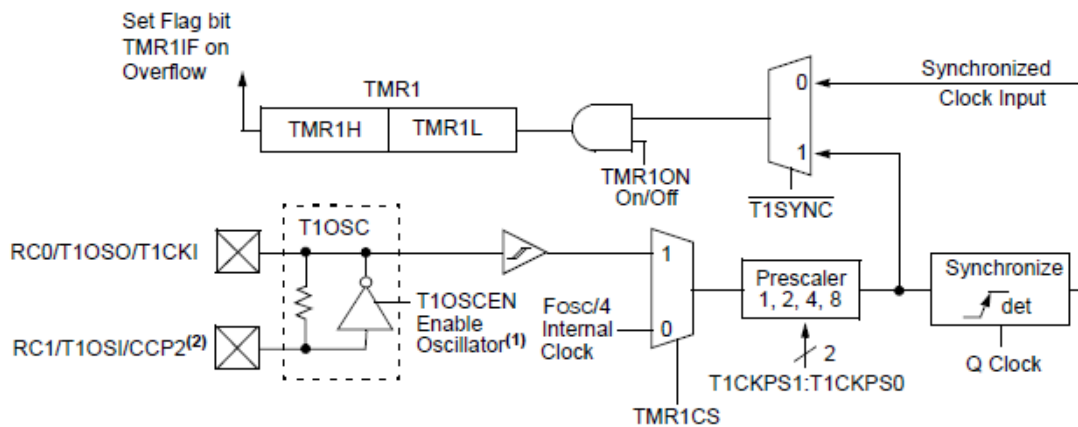 Set Flag bit
TMR1IF on
Overflow
TMR1
TMR1H
TMR1L
0
1
Synchronized
Clock Input
TMR1ON
On/Off
T1SYNC
T1OSC
RC0/T1OSO/T1CKI
RC1/T1OSI/CCP2(2)
T1OSCEN
Enable
Oscillator(1)
1
0
Fosc/4
Internal
Clock
TMR1CS
Prescaler
1, 2, 4, 8
2
T1CKPS1:T1CKPS0
Synchronize
det
Q Clock